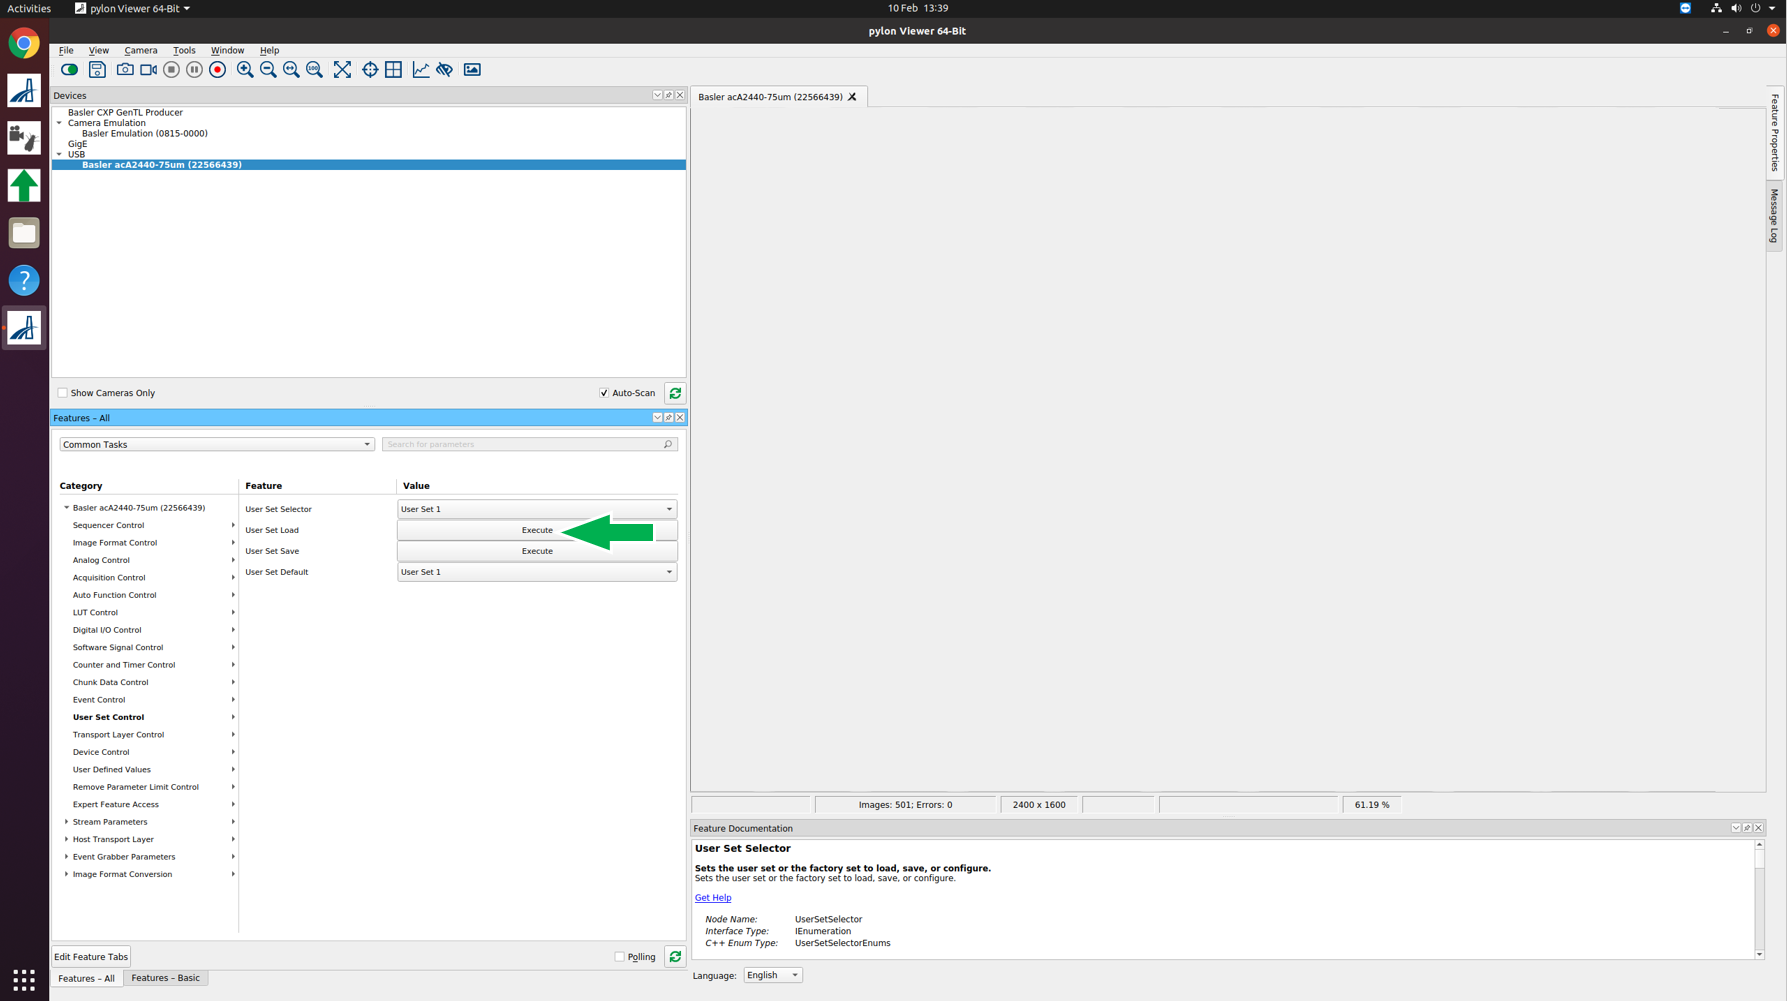 Activities
pylon Viewer 64-Bit
10 Feb 13:39
pylon Viewer 64-Bit
File View Camera Tools Window Help
100
Devices
Basler CXP GenTL Producer
Camera Emulation
Basler Emulation (0815-0000)
GigE
USB
Basler acA2440-75um (22566439)
Show Cameras Only
Auto-Scan
Features – All
Common Tasks
Search for parameters
Category Feature Value
Basler acA2440-75um (22566439)
Sequencer Control
Image Format Control
Analog Control
Acquisition Control
Auto Function Control
LUT Control
Digital I/O Control
Software Signal Control
Counter and Timer Control
Chunk Data Control
Event Control
User Set Control
Transport Layer Control
Device Control
User Defined Values
Remove Parameter Limit Control
Expert Feature Access
Stream Parameters
Host Transport Layer
Event Grabber Parameters
Image Format Conversion
User Set Selector User Set 1
User Set Load Execute
User Set Save Execute
User Set Default User Set 1
Edit Feature Tabs
Polling
Features – All
Features – Basic
Basler acA2440-75um (22566439)
Images: 501; Errors: 0
2400 x 1600
61.19 %
Feature Documentation
User Set Selector
Sets the user set or the factory set to load, save, or configure.
Sets the user set or the factory set to load, save, or configure.
Get Help
Node Name: UserSetSelector
Interface Type: IEnumeration
C++ Enum Type: UserSetSelectorEnums
Language: English
Feature Properties
Message Log